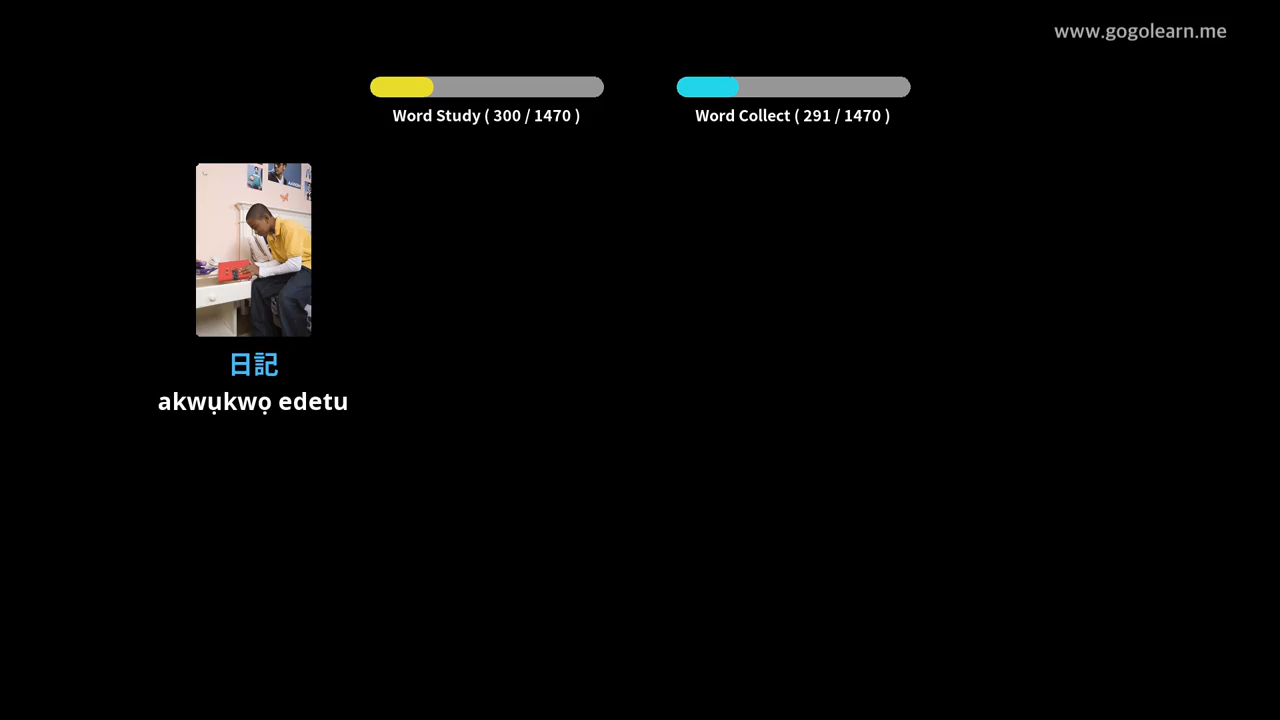 www.gogolearn.me
Word Study ( 300 / 1470 )
Word Collect ( 291 / 1470 )
日記
akwụkwọ edetu